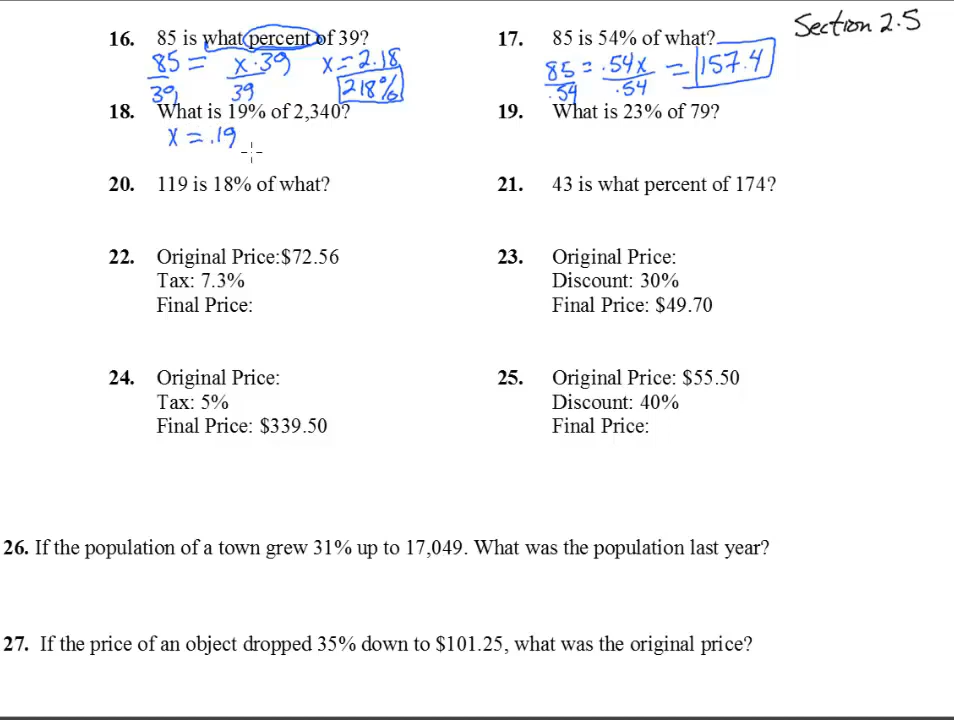 Section 2.5
16. 85 is what percent of 39?
85 = x·39 x = 2.18
39 39 218%
17. 85 is 54% of what?
85 = .54x = 157.4
.54 .54
18. What is 19% of 2,340?
x = .19
19. What is 23% of 79?
20. 119 is 18% of what?
21. 43 is what percent of 174?
22. Original Price:$72.56
Tax: 7.3%
Final Price:
23. Original Price:
Discount: 30%
Final Price: $49.70
24. Original Price:
Tax: 5%
Final Price: $339.50
25. Original Price: $55.50
Discount: 40%
Final Price:
26. If the population of a town grew 31% up to 17,049. What was the population last year?
27. If the price of an object dropped 35% down to $101.25, what was the original price?